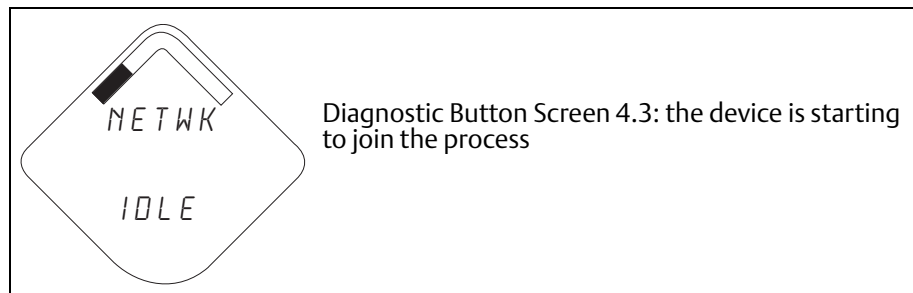 NETWK
IDLE
Diagnostic Button Screen 4.3: the device is starting
to join the process